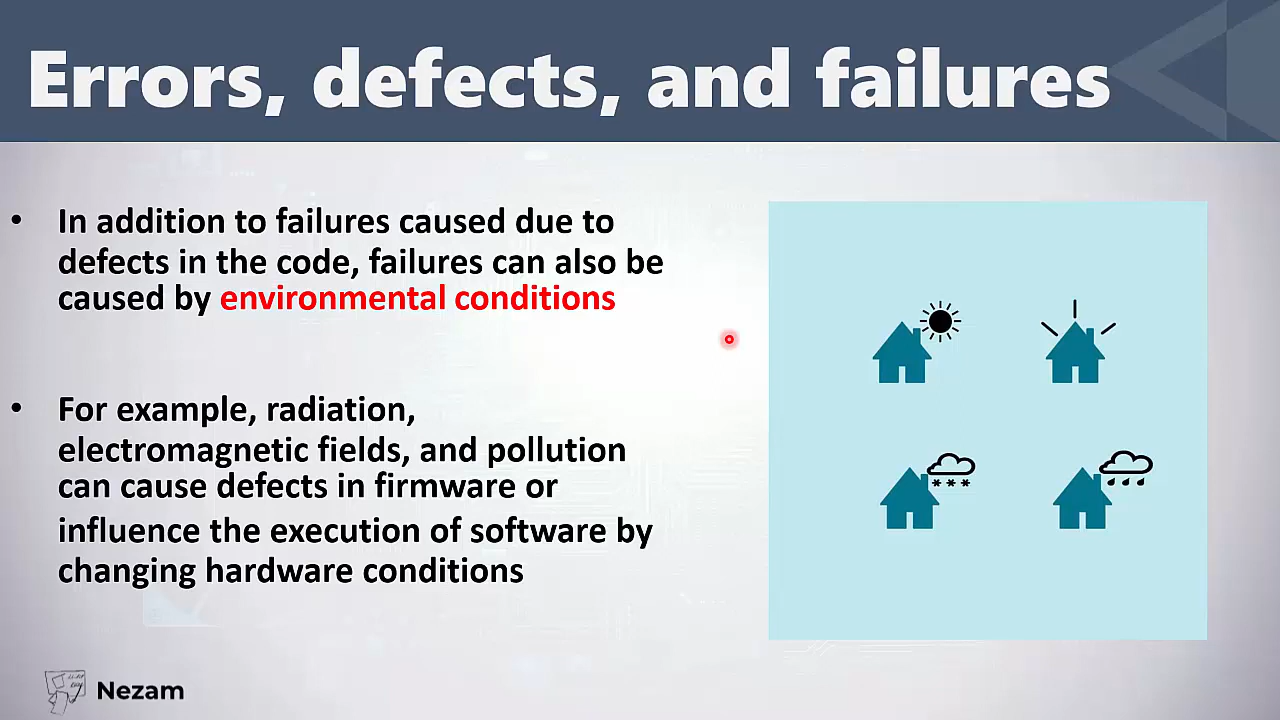 Errors, defects, and failures
• In addition to failures caused due to
defects in the code, failures can also be
caused by environmental conditions
• For example, radiation,
electromagnetic fields, and pollution
can cause defects in firmware or
influence the execution of software by
changing hardware conditions
Nezam